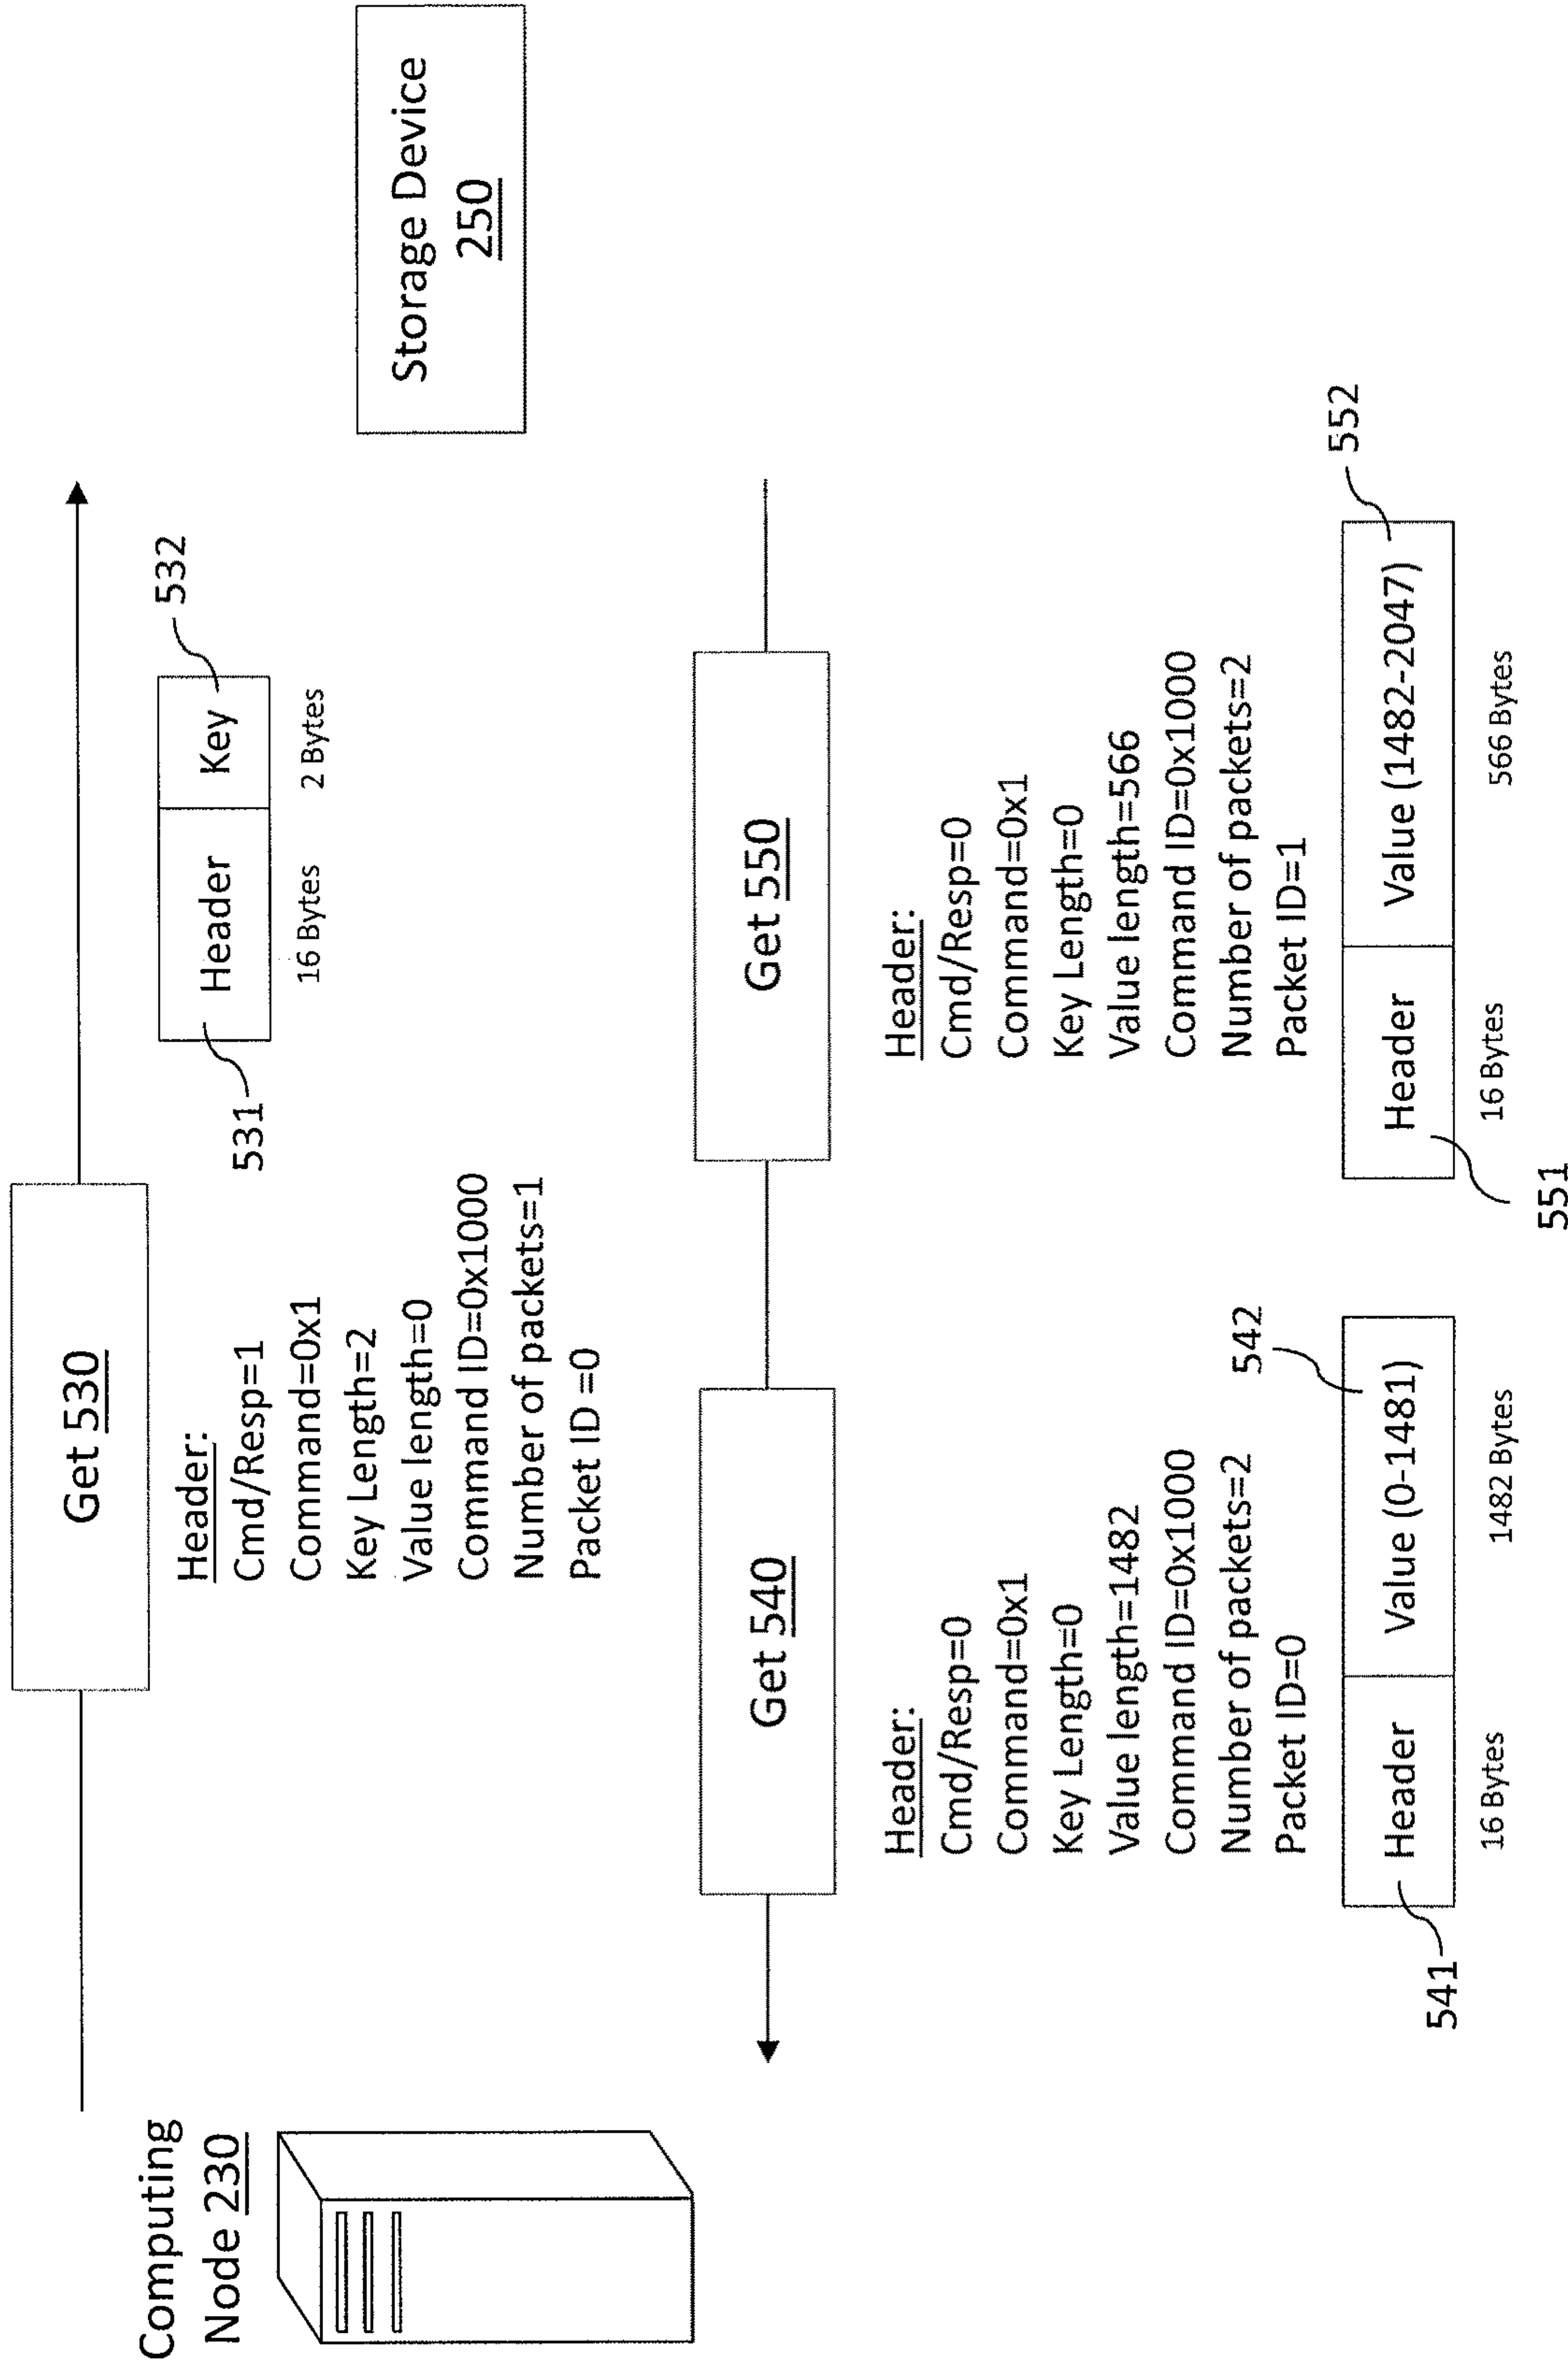 Computing
Node 230
Get 530
Header:
Cmd/Resp=1
Command=0x1
Key Length=2
Value length=0
Command ID=0x1000
Number of packets=1
Packet ID =0
531
Header
Key
532
16 Bytes
2 Bytes
Storage Device
250
Get 540
Header:
Cmd/Resp=0
Command=0x1
Key Length=0
Value length=1482
Command ID=0x1000
Number of packets=2
Packet ID=0
542
Header
Value (0-1481)
541
16 Bytes
1482 Bytes
Get 550
Header:
Cmd/Resp=0
Command=0x1
Key Length=0
Value length=566
Command ID=0x1000
Number of packets=2
Packet ID=1
552
Header
Value (1482-2047)
16 Bytes
566 Bytes
551